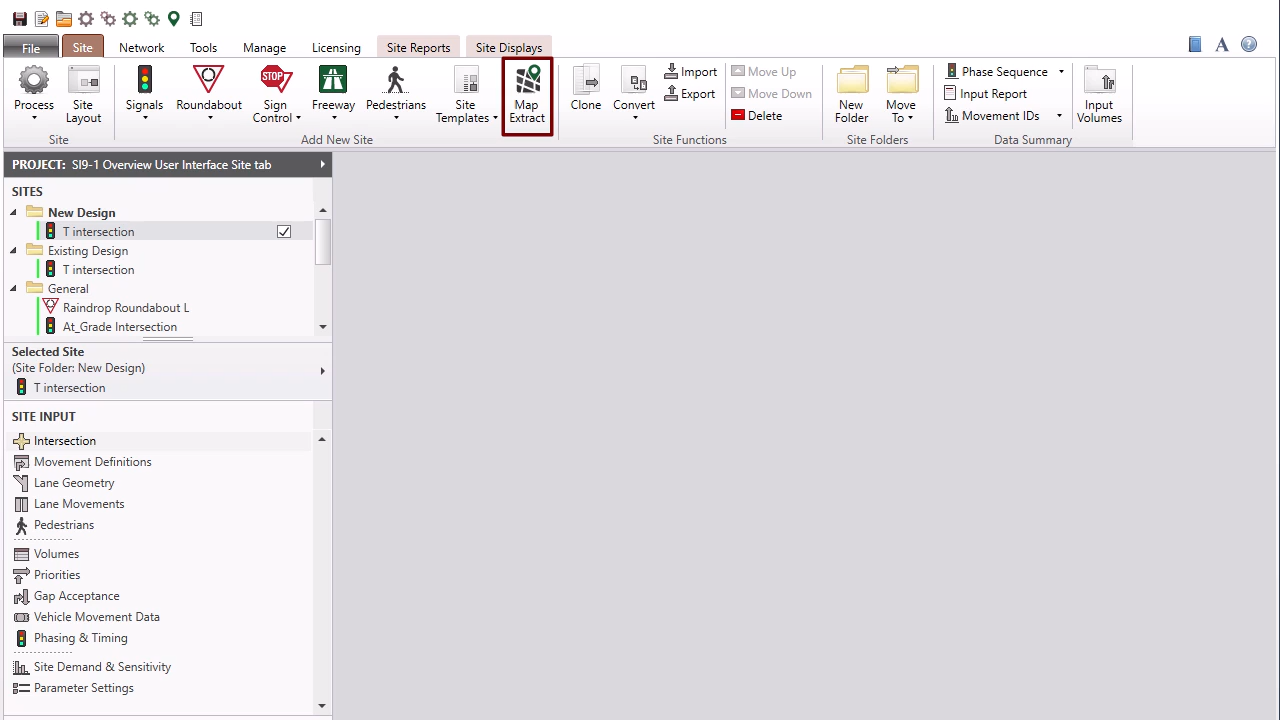 File Site Network Tools Manage Licensing Site Reports Site Displays
Process Site Layout Signals Roundabout Sign Control Freeway Pedestrians Site Templates Map Extract Clone Convert Import Export Move Up Move Down Delete New Folder Move To Phase Sequence Input Report Movement IDs Input Volumes
Site Add New Site Site Functions Site Folders Data Summary
PROJECT: SI9-1 Overview User Interface Site tab
SITES
New Design
T intersection
Existing Design
T intersection
General
Raindrop Roundabout L
At_Grade Intersection
Selected Site
(Site Folder: New Design)
T intersection
SITE INPUT
Intersection
Movement Definitions
Lane Geometry
Lane Movements
Pedestrians
Volumes
Priorities
Gap Acceptance
Vehicle Movement Data
Phasing & Timing
Site Demand & Sensitivity
Parameter Settings